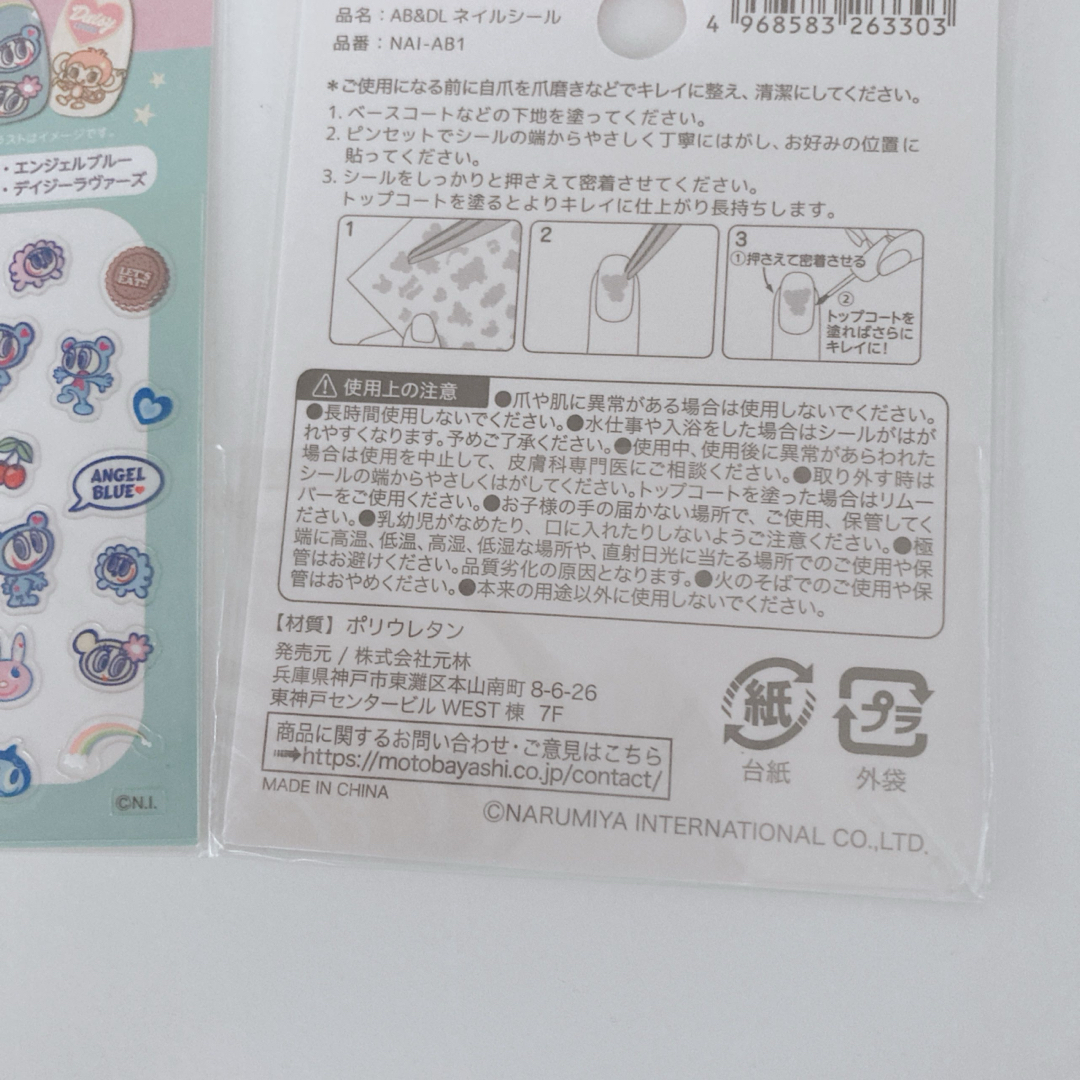 Daisy
ストはイメージです。
・エンジェルブルー
・デイジーラヴァーズ
LET'S
EAT!
ANGEL
BLUE
©N.I.
品名：AB&DL ネイルシール
品番：NAI-AB1
4 968583 263303
＊ご使用になる前に自爪を爪磨きなどでキレイに整え、清潔にしてください。
1. ベースコートなどの下地を塗ってください。
2. ピンセットでシールの端からやさしく丁寧にはがし、お好みの位置に
貼ってください。
3. シールをしっかりと押さえて密着させてください。
トップコートを塗るとよりキレイに仕上がり長持ちします。
1
2
3
①押さえて密着させる
②
トップコートを
塗ればさらに
キレイに!
使用上の注意
●爪や肌に異常がある場合は使用しないでください。
●長時間使用しないでください。●水仕事や入浴をした場合はシールがはが
れやすくなります。予めご了承ください。●使用中、使用後に異常があらわれた
場合は使用を中止して、皮膚科専門医にご相談ください。●取り外す時は
シールの端からやさしくはがしてください。トップコートを塗った場合はリムー
バーをご使用ください。●お子様の手の届かない場所で、ご使用、保管してく
ださい。●乳幼児がなめたり、口に入れたりしないようご注意ください。●極
端に高温、低温、高湿、低湿な場所や、直射日光に当たる場所でのご使用や保
管はお避けください。品質劣化の原因となります。●火のそばでのご使用や保
管はおやめください。●本来の用途以外に使用しないでください。
【材質】ポリウレタン
発売元 / 株式会社元林
兵庫県神戸市東灘区本山南町 8-6-26
東神戸センタービル WEST 棟 7F
商品に関するお問い合わせ・ご意見はこちら
https://motobayashi.co.jp/contact/
MADE IN CHINA
紙
台紙
プラ
外袋
©NARUMIYA INTERNATIONAL CO.,LTD.